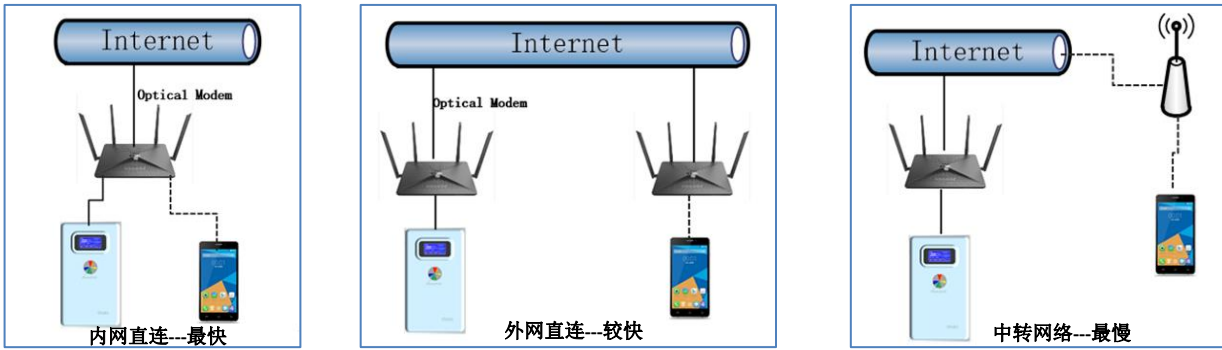 Internet
Optical Modem
内网直连---最快
Internet
Optical Modem
外网直连---较快
Internet
中转网络---最慢